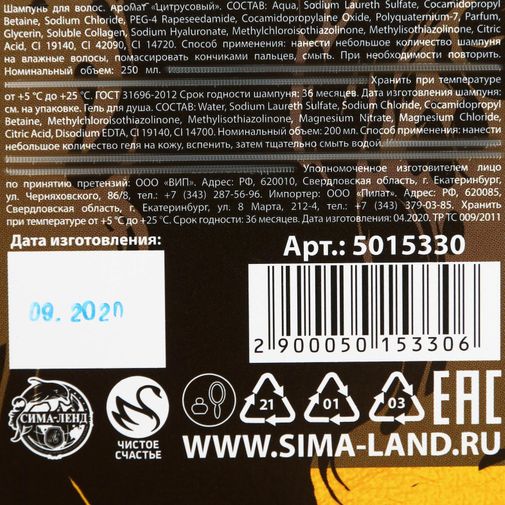 Шампунь для волос. Аромат «Цитрусовый». СОСТАВ: Aqua, Sodium Laureth Sulfate, Cocamidopropyl
Betaine, Sodium Chloride, PEG-4 Rapeseedamide, Cocamidopropylamine Oxide, Polyquaternium-7, Parfum,
Glycerin, Soluble Collagen, Sodium Hyaluronate, Methylchloroisothiazolinone, Methylisothiazolinone, Citric
Acid, CI 19140, CI 42090, CI 14720. Способ применения: нанести небольшое количество шампуня
на влажные волосы, помассировать кончиками пальцев, смыть. При необходимости повторить.
Номинальный объем: 250 мл. Хранить при температуре
от +5 °С до +25 °С. ГОСТ 31696-2012 Срок годности шампуня: 36 месяцев. Дата изготовления шампуня:
см. на упаковке. Гель для душа. СОСТАВ: Water, Sodium Laureth Sulfate, Sodium Chloride, Cocamidopropyl
Betaine, Methylchloroisothiazolinone, Methylisothiazolinone, Magnesium Nitrate, Magnesium Chloride,
Citric Acid, Disodium EDTA, CI 19140, CI 14700. Номинальный объем: 200 мл. Способ применения: нанести
небольшое количество геля на кожу, вспенить, затем тщательно смыть водой.
Уполномоченное изготовителем лицо
по принятию претензий: ООО «ВИП». Адрес: РФ, 620010, Свердловская область, г. Екатеринбург,
ул. Черняховского, 86/8, тел.: +7 (343) 287-56-96. Импортер: ООО «Пилат». Адрес: РФ, 620085,
Свердловская область, г. Екатеринбург, ул. 8 Марта, 212-4, тел.: +7 (343) 379-03-85. Хранить
при температуре от +5 °С до +25 °С. Срок годности: 36 месяцев. Дата изготовления: 04.2020. ТР ТС 009/2011
Дата изготовления:
09.2020
Арт.: 5015330
2 900050 153306
СИМА-ЛЕНД
ЧИСТОЕ
СЧАСТЬЕ
21
01
03
EAC
WWW.SIMA-LAND.RU